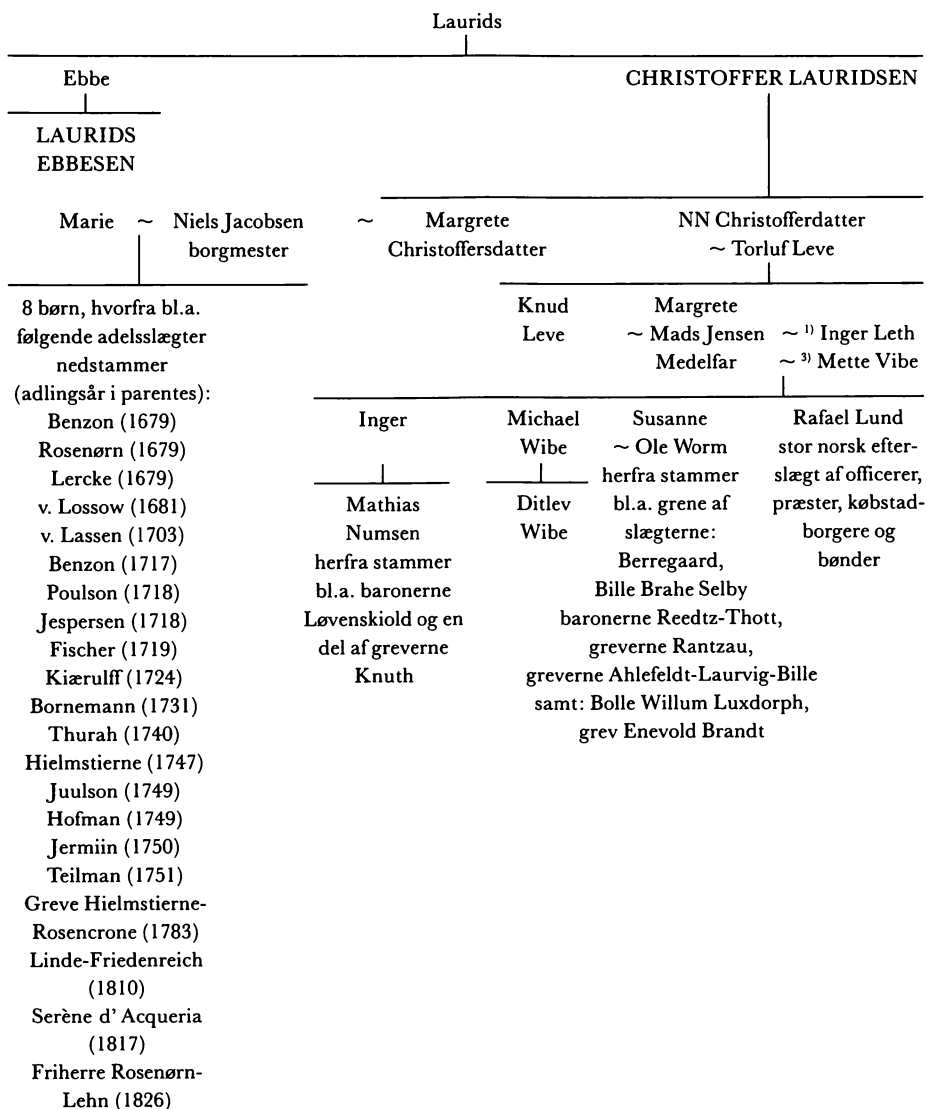 Laurids
Ebbe
CHRISTOFFER LAURIDSEN
LAURIDS
EBBESEN
Marie ~ Niels Jacobsen ~ Margrete
borgmester
Christoffersdatter
NN Christofferdatter
~ Torluf Leve
8 børn, hvorfra bl.a.
følgende adelsslægter
nedstammer
(adlingsår i parentes):
Benzon (1679)
Rosenørn (1679)
Lercke (1679)
v. Lossow (1681)
v. Lassen (1703)
Benzon (1717)
Poulson (1718)
Jespersen (1718)
Fischer (1719)
Kiærulff (1724)
Bornemann (1731)
Thurah (1740)
Hielmstierne (1747)
Juulson (1749)
Hofman (1749)
Jermiin (1750)
Teilman (1751)
Greve Hielmstierne-
Rosencrone (1783)
Linde-Friedenreich
(1810)
Serène d' Acqueria
(1817)
Friherre Rosenørn-
Lehn (1826)
Knud
Leve
Margrete
~ Mads Jensen
Medelfar
~ 1) Inger Leth
~ 3) Mette Vibe
Inger
Mathias
Numsen
herfra stammer
bl.a. baronerne
Løvenskiold og en
del af greverne
Knuth
Michael
Wibe
Ditlev
Wibe
Susanne
~ Ole Worm
herfra stammer
bl.a. grene af
slægterne:
Berregaard,
Bille Brahe Selby
baronerne Reedtz-Thott,
greverne Rantzau,
greverne Ahlefeldt-Laurvig-Bille
samt: Bolle Willum Luxdorph,
grev Enevold Brandt
Rafael Lund
stor norsk efter-
slægt af officerer,
præster, købstad-
borgere og
bønder